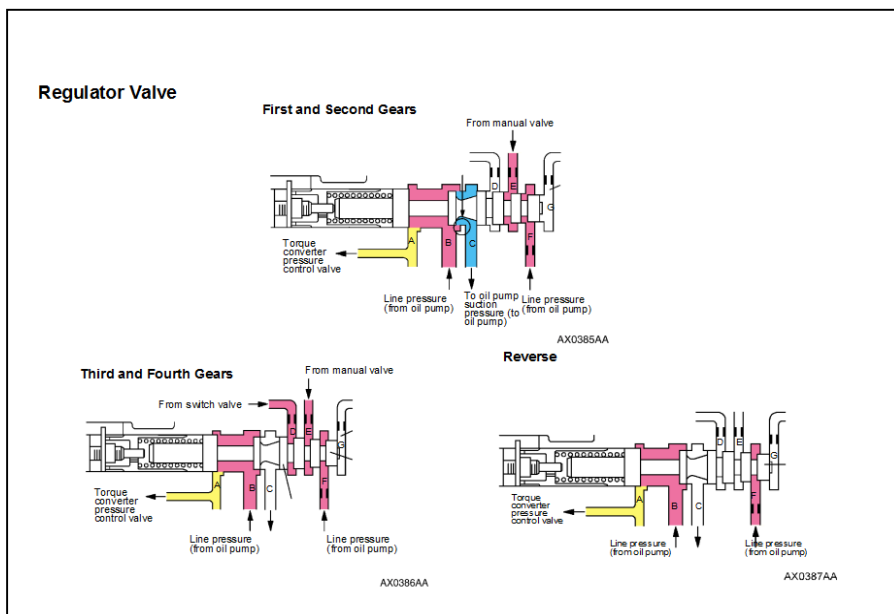 Regulator Valve
First and Second Gears
From manual valve
D
E
G
F
A
B
C
Torque
converter
pressure
control valve
Line pressure
(from oil pump)
To oil pump
suction
pressure (to
oil pump)
Line pressure
(from oil pump)
AX0385AA
Third and Fourth Gears
From manual valve
From switch valve
D
E
G
F
A
B
C
Torque
converter
pressure
control valve
Line pressure
(from oil pump)
Line pressure
(from oil pump)
AX0386AA
Reverse
D
E
G
F
A
B
C
Torque
converter
pressure
control valve
Line pressure
(from oil pump)
Line pressure
(from oil pump)
AX0387AA